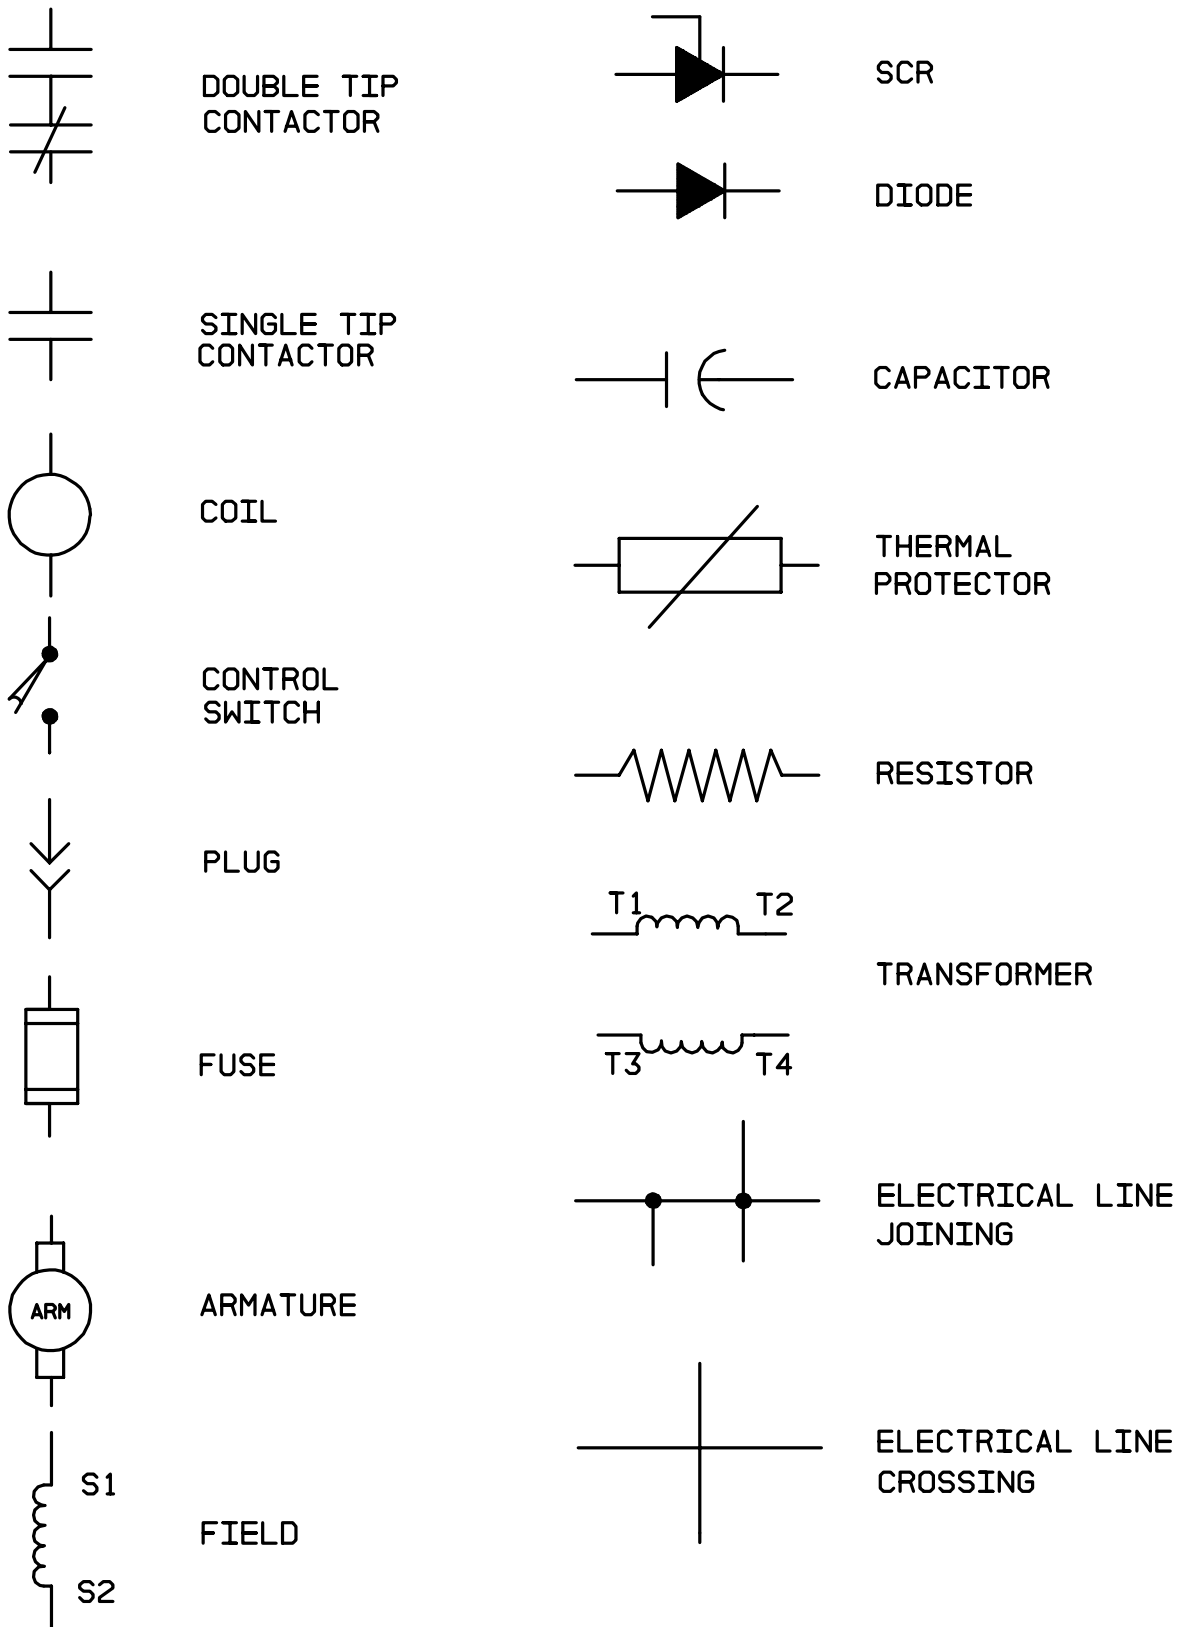 DOUBLE TIP
CONTACTOR
SINGLE TIP
CONTACTOR
COIL
CONTROL
SWITCH
PLUG
FUSE
ARM
ARMATURE
S1
FIELD
S2
SCR
DIODE
CAPACITOR
THERMAL
PROTECTOR
RESISTOR
T1 T2
TRANSFORMER
T3 T4
ELECTRICAL LINE
JOINING
ELECTRICAL LINE
CROSSING